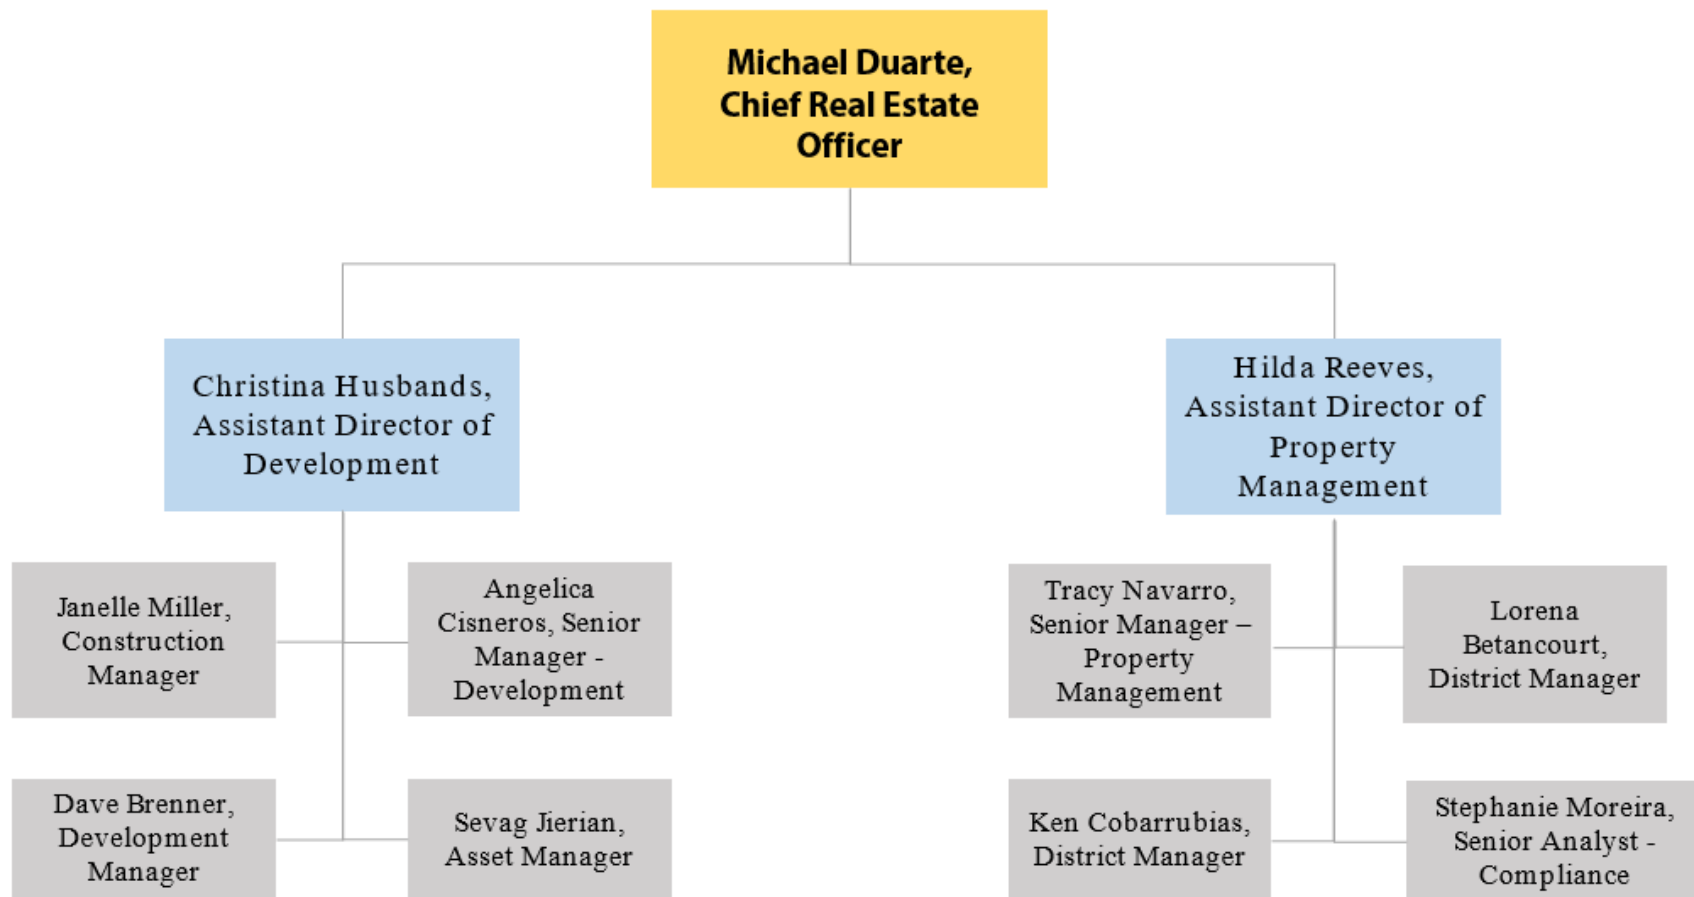 Michael Duarte,
Chief Real Estate
Officer
Christina Husbands,
Assistant Director of
Development
Hilda Reeves,
Assistant Director of
Property
Management
Janelle Miller,
Construction
Manager
Angelica
Cisneros, Senior
Manager -
Development
Tracy Navarro,
Senior Manager –
Property
Management
Lorena
Betancourt,
District Manager
Dave Brenner,
Development
Manager
Sevag Jierian,
Asset Manager
Ken Cobarrubias,
District Manager
Stephanie Moreira,
Senior Analyst -
Compliance